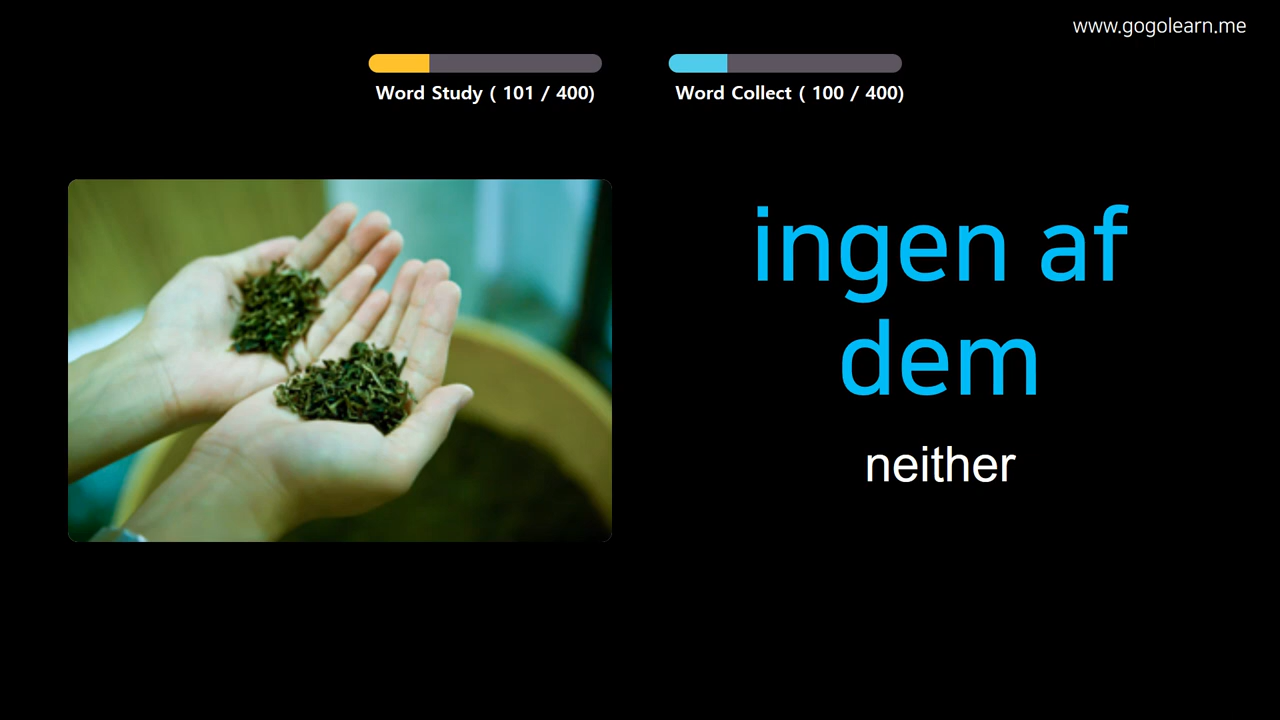 www.gogolearn.me
Word Study ( 101 / 400)
Word Collect ( 100 / 400)
ingen af
dem
neither